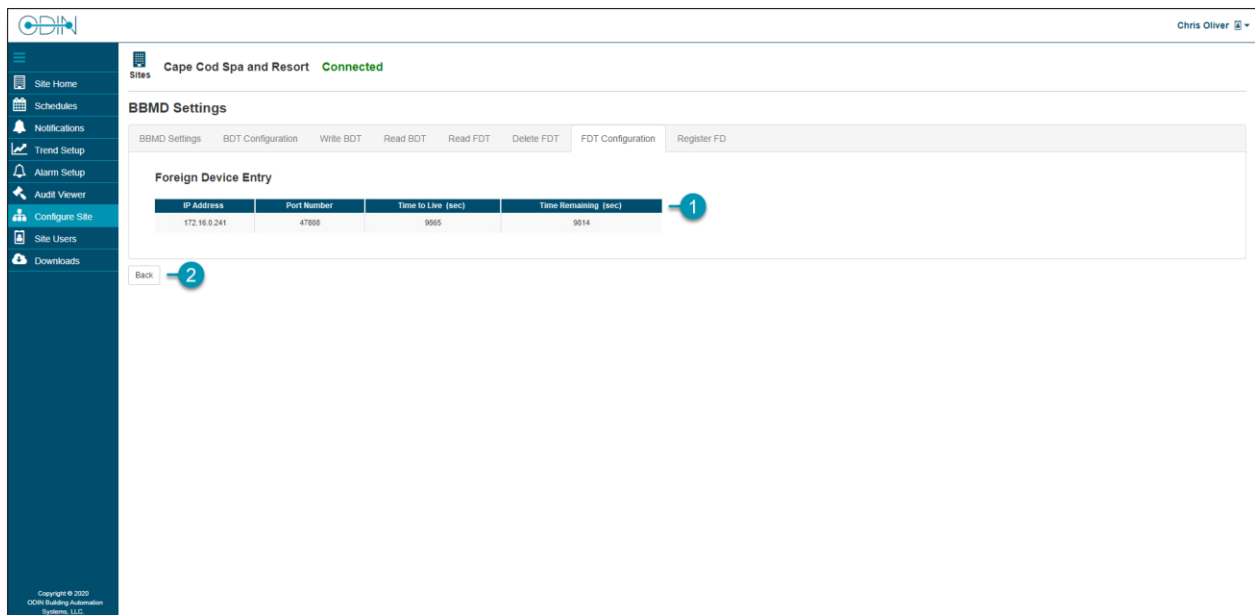 ODIN
Chris Oliver
Sites
Cape Cod Spa and Resort Connected
Site Home
Schedules
Notifications
Trend Setup
Alarm Setup
Audit Viewer
Configure Site
Site Users
Downloads
BBMD Settings
BBMD Settings BDT Configuration Write BDT Read BDT Read FDT Delete FDT FDT Configuration Register FD
Foreign Device Entry
IP Address Port Number Time to Live (sec) Time Remaining (sec)
172.16.0.241 47808 9865 9814
1
Back
2
Copyright © 2020
ODIN Building Automation
Systems, LLC.